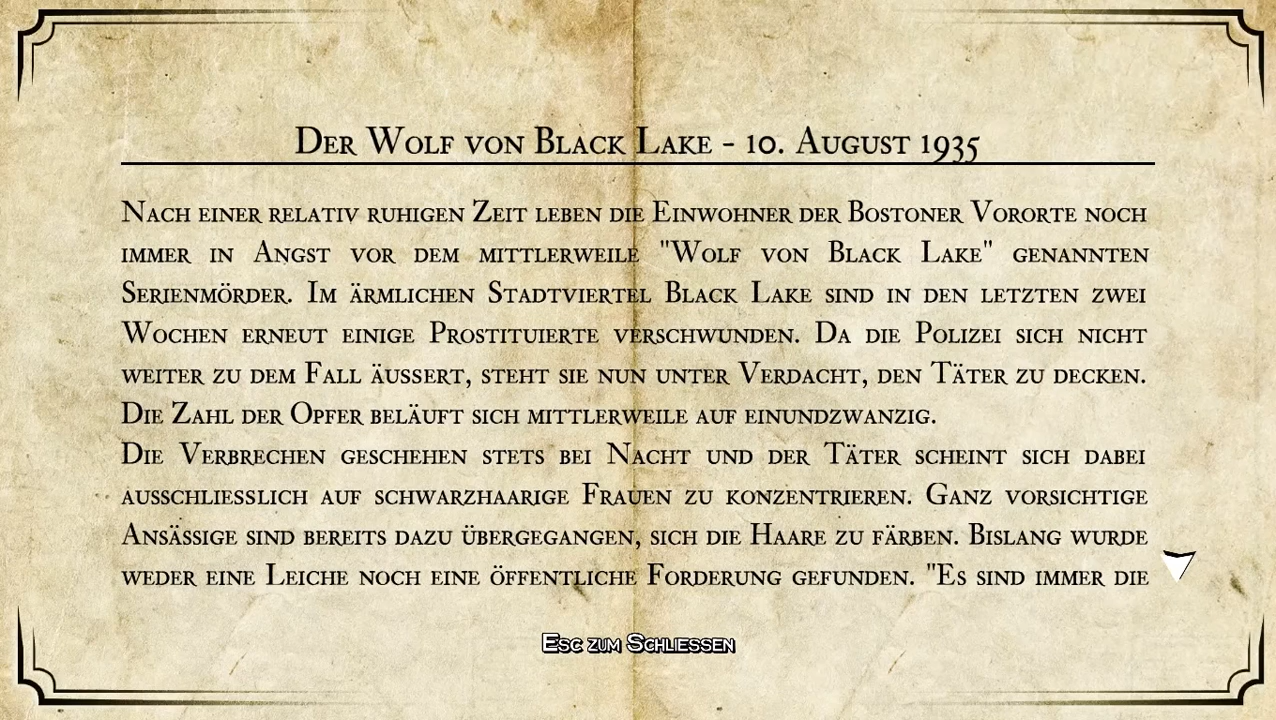 Der Wolf von Black Lake - 10. August 1935
Nach einer relativ ruhigen Zeit leben die Einwohner der Bostoner Vororte noch
immer in Angst vor dem mittlerweile "Wolf von Black Lake" genannten
Serienmörder. Im ärmlichen Stadtviertel Black Lake sind in den letzten zwei
Wochen erneut einige Prostituierte verschwunden. Da die Polizei sich nicht
weiter zu dem Fall äussert, steht sie nun unter Verdacht, den Täter zu decken.
Die Zahl der Opfer beläuft sich mittlerweile auf einundzwanzig.
Die Verbrechen geschehen stets bei Nacht und der Täter scheint sich dabei
ausschliesslich auf schwarzhaarige Frauen zu konzentrieren. Ganz vorsichtige
Ansässige sind bereits dazu übergegangen, sich die Haare zu färben. Bislang wurde
weder eine Leiche noch eine öffentliche Forderung gefunden. "Es sind immer die
Esc zum Schliessen